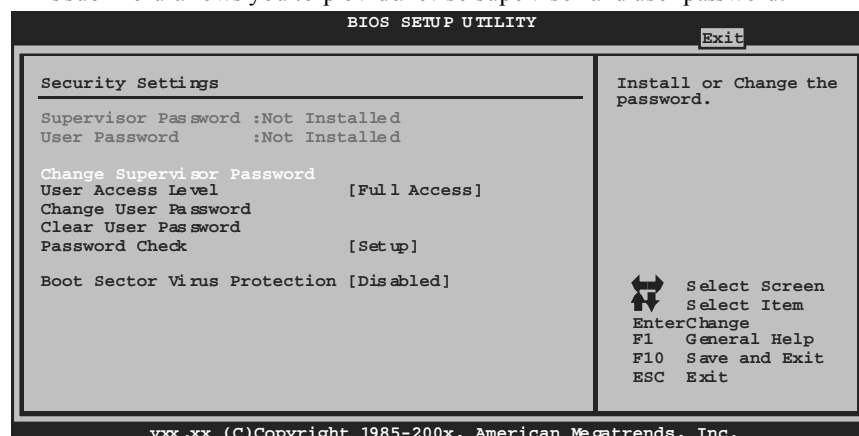 BIOS SETUP UTILITY
Exit
Security Settings
Supervisor Password :Not Installed
User Password :Not Installed
Change Supervisor Password
User Access Level [Full Access]
Change User Password
Clear User Password
Password Check [Setup]
Boot Sector Virus Protection [Disabled]
Install or Change the
password.
Select Screen
Select Item
EnterChange
F1 General Help
F10 Save and Exit
ESC Exit
vxx.xx (C)Copyright 1985-200x, American Megatrends, Inc.